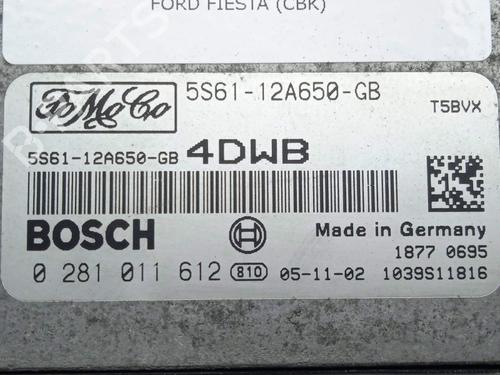 FORD FIESTA (CBK)
FoMoCo 5S61-12A650-GB T5BVX
5S61-12A650-GB 4DWB
BOSCH Made in Germany
1877 0695
0 281 011 612 810 05-11-02 1039S11816